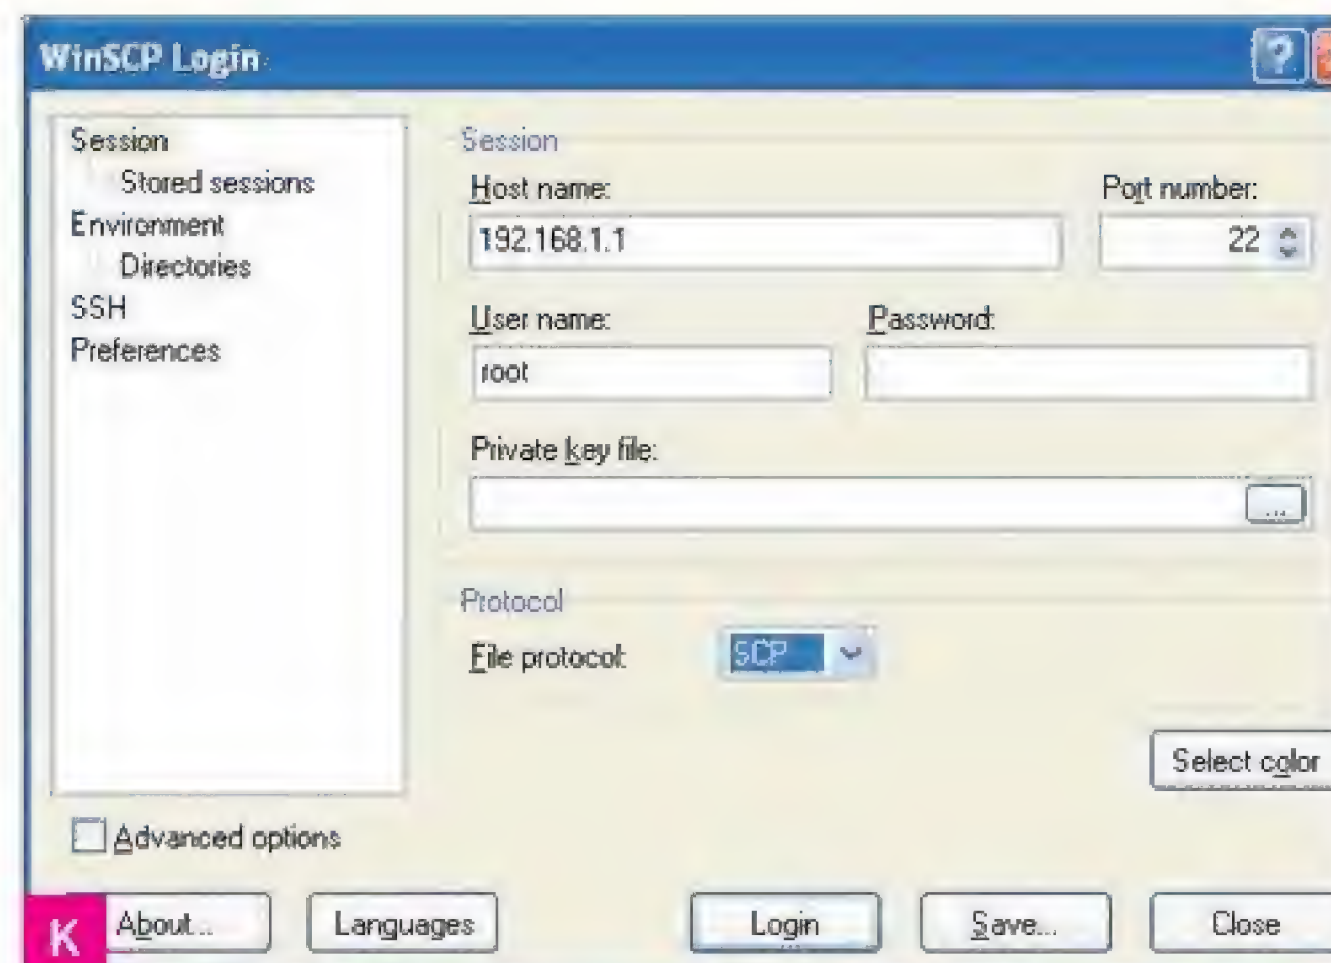 WinSCP Login
Session
Stored sessions
Environment
Directories
SSH
Preferences
Advanced options
Session
Host name:
Port number:
192.168.1.1
22
User name:
Password:
root
Private key file:
...
Protocol
File protocol:
SCP
Select color
K
About...
Languages
Login
Save...
Close